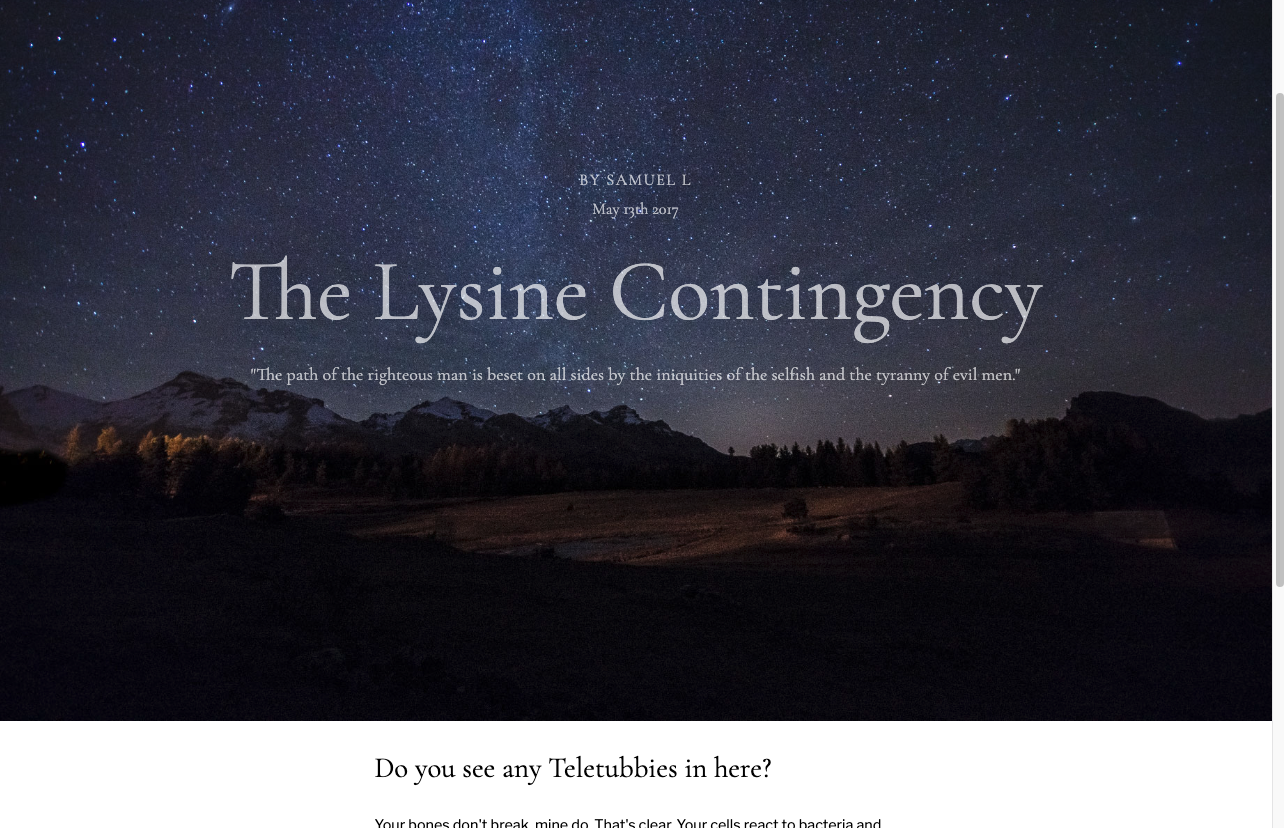 BY SAMUEL L
May 13th 2017
The Lysine Contingency
"The path of the righteous man is beset on all sides by the iniquities of the selfish and the tyranny of evil men."
Do you see any Teletubbies in here?
Your bones don't break, mine do. That's clear. Your cells react to bacteria and